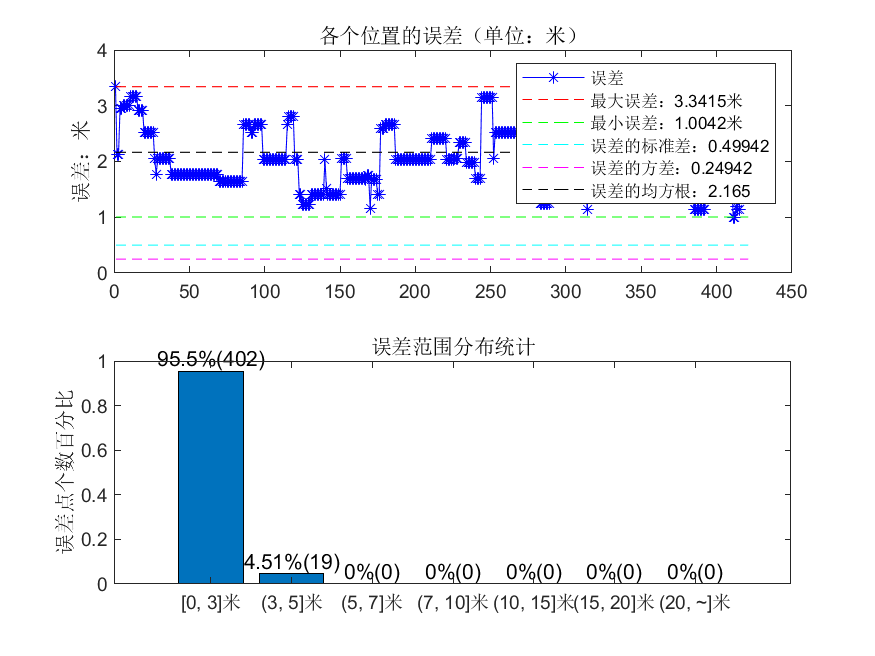 各个位置的误差（单位：米）
误差：米
4
3
2
1
0
0 50 100 150 200 250 300 350 400 450
误差
最大误差：3.3415米
最小误差：1.0042米
误差的标准差：0.49942
误差的方差：0.24942
误差的均方根：2.165
误差范围分布统计
误差点个数百分比
1
0.8
0.6
0.4
0.2
0
95.5%(402) 4.51%(19) 0%(0) 0%(0) 0%(0) 0%(0) 0%(0)
[0, 3]米 (3, 5]米 (5, 7]米 (7, 10]米 (10, 15]米 (15, 20]米 (20, ~]米